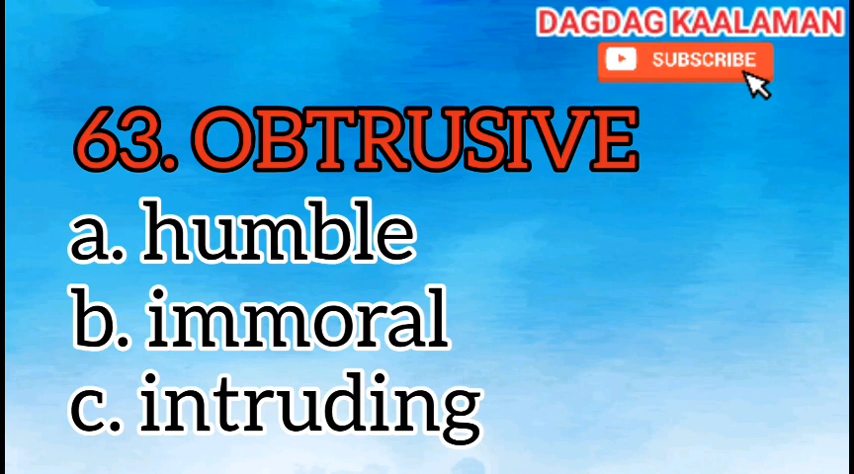 DAGDAG KAALAMAN
SUBSCRIBE
63. OBTRUSIVE
a. humble
b. immoral
c. intruding